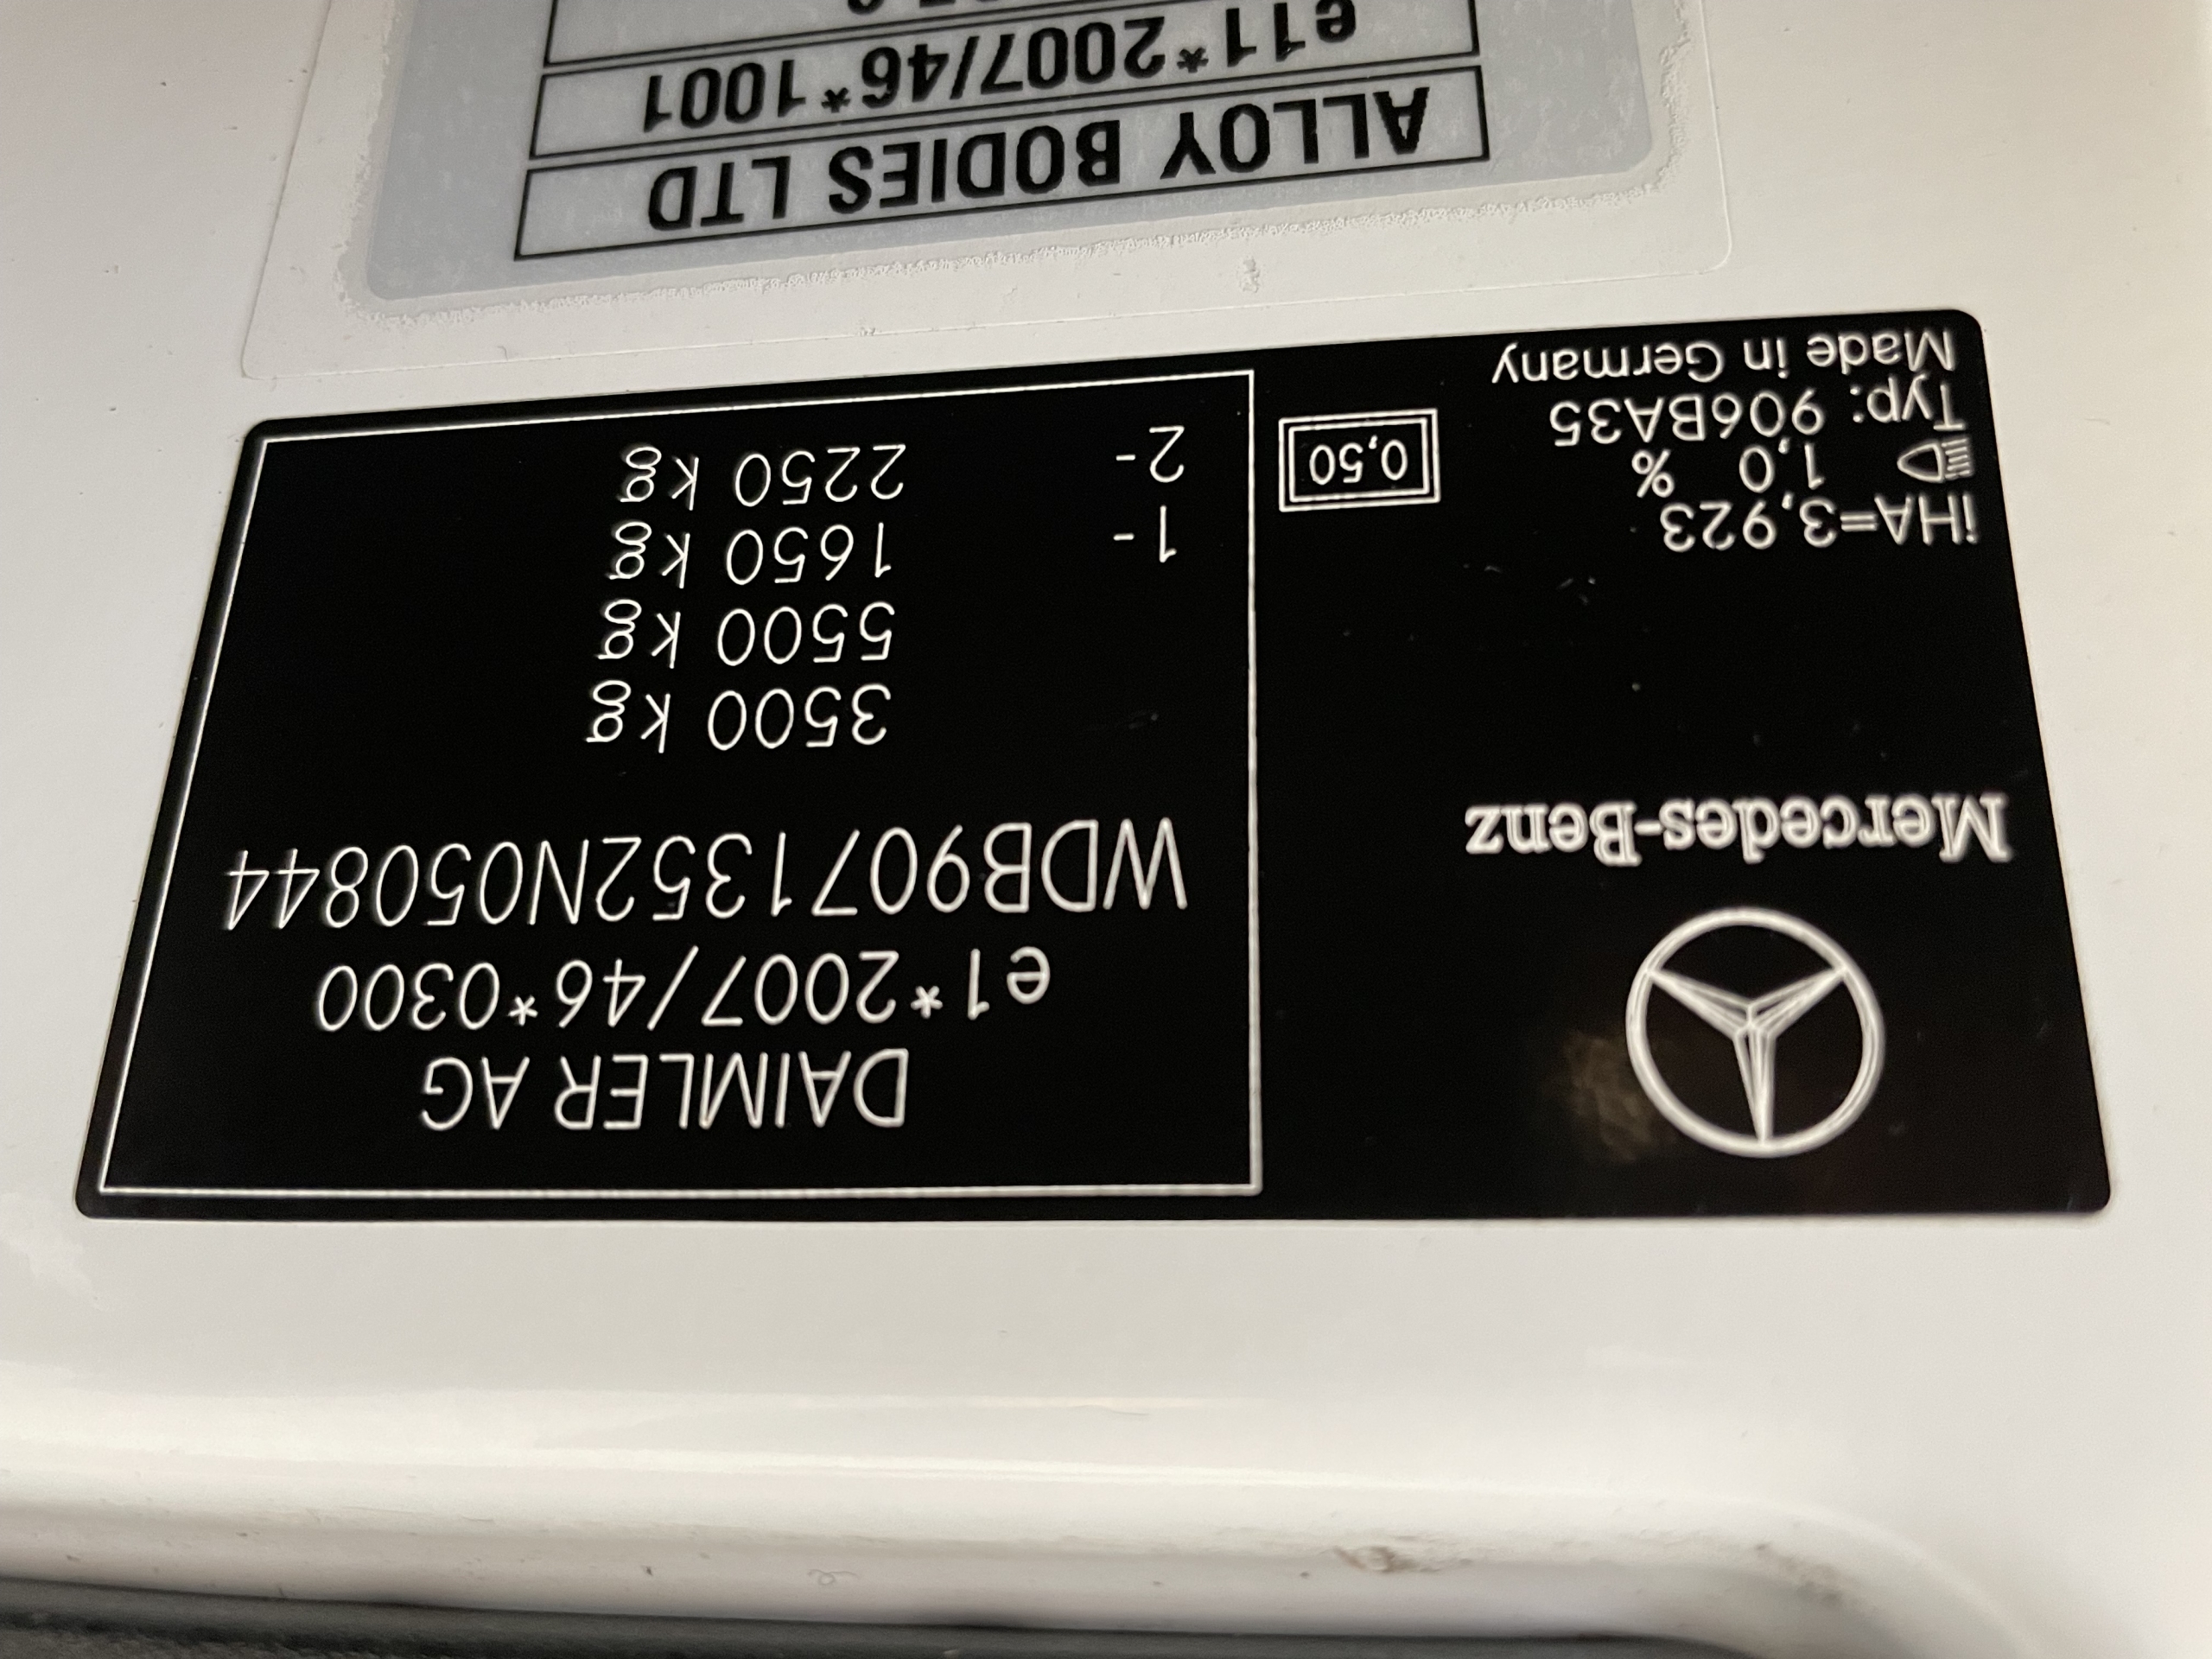 DAIMLER AG
e1*2007/46*0300
WDB9071352N050844
3500 kg
5500 kg
1- 1650 kg
2- 2250 kg
Mercedes-Benz
iHA=3,923
1,0 %
Typ: 906BA35
Made in Germany
0,50
ALLOY BODIES LTD
e11*2007/46*1001